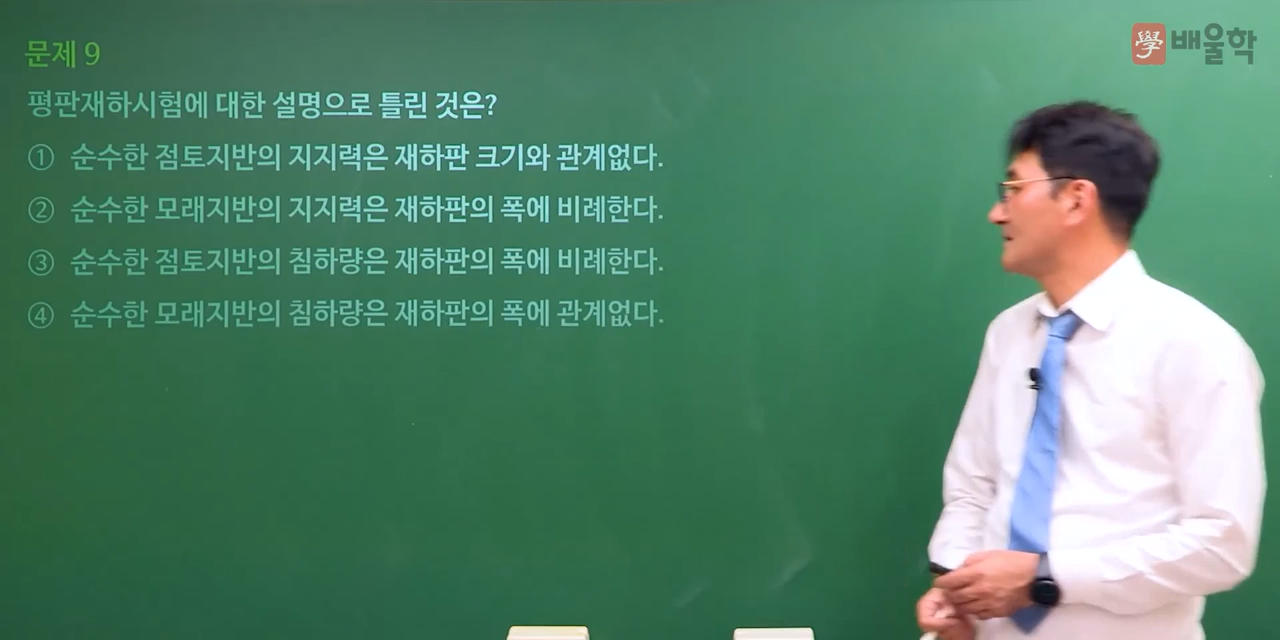 學 배울학
문제 9
평판재하시험에 대한 설명으로 틀린 것은?
① 순수한 점토지반의 지지력은 재하판 크기와 관계없다.
② 순수한 모래지반의 지지력은 재하판의 폭에 비례한다.
③ 순수한 점토지반의 침하량은 재하판의 폭에 비례한다.
④ 순수한 모래지반의 침하량은 재하판의 폭에 관계없다.